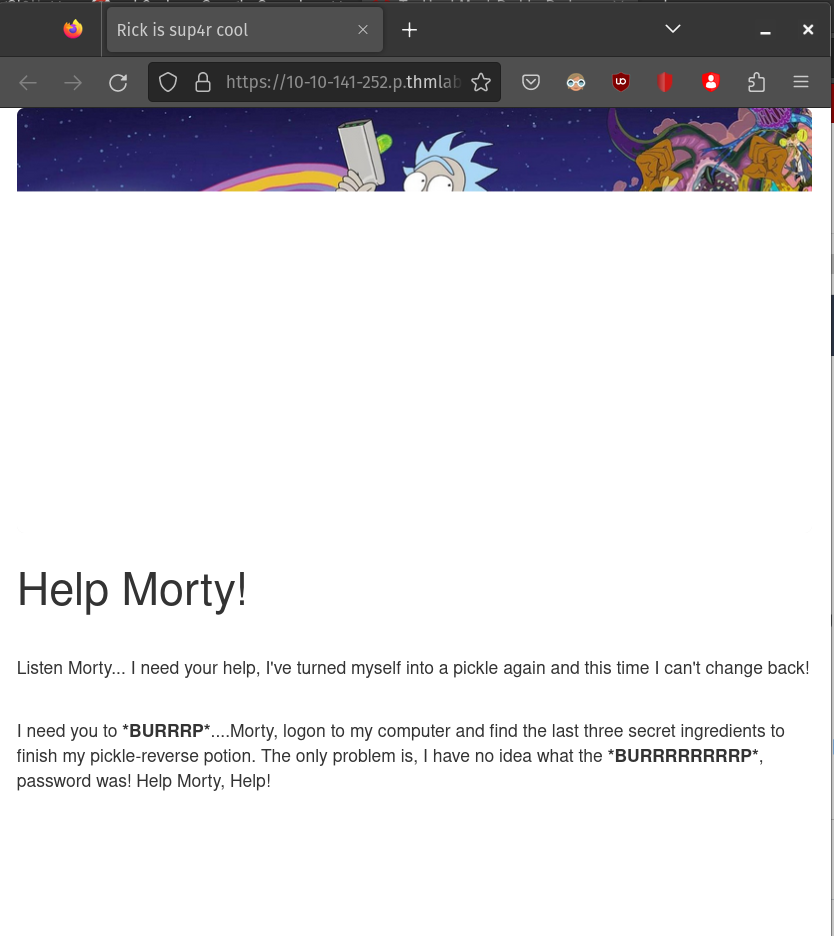 Rick is sup4r cool
https://10-10-141-252.p.thmlab
Help Morty!
Listen Morty... I need your help, I've turned myself into a pickle again and this time I can't change back!
I need you to *BURRRP*....Morty, logon to my computer and find the last three secret ingredients to
finish my pickle-reverse potion. The only problem is, I have no idea what the *BURRRRRRRRP*,
password was! Help Morty, Help!